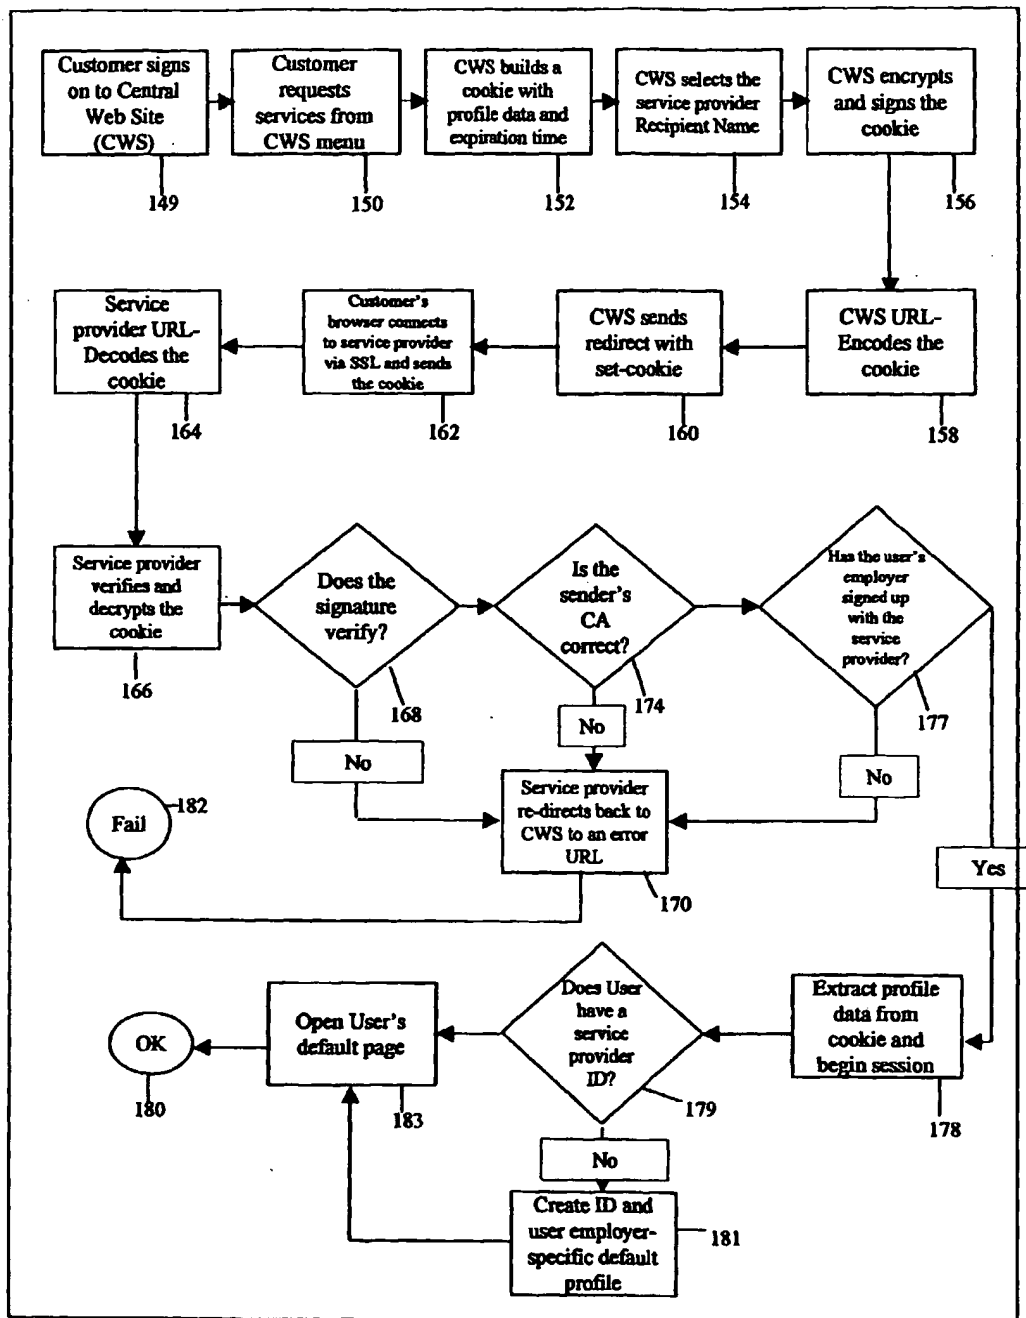 Customer signs
on to Central
Web Site
(CWS)
149
Customer
requests
services from
CWS menu
150
CWS builds a
cookie with
profile data and
expiration time
152
CWS selects the
service provider
Recipient Name
154
CWS encrypts
and signs the
cookie
156
Service
provider URL-
Decodes the
cookie
164
Customer's
browser connects
to service provider
via SSL and sends
the cookie
162
CWS sends
redirect with
set-cookie
160
CWS URL-
Encodes the
cookie
158
Service provider
verifies and
decrypts the
cookie
166
Does the
signature
verify?
168
No
Is the
sender's
CA
correct?
174
No
Has the user's
employer
signed up
with the
service
provider?
177
No
Fail
182
Service provider
re-directs back to
CWS to an error
URL
170
Yes
OK
180
Open User's
default page
183
Does User
have a
service
provider
ID?
179
No
Extract profile
data from
cookie and
begin session
178
Create ID and
user employer-
specific default
profile
181